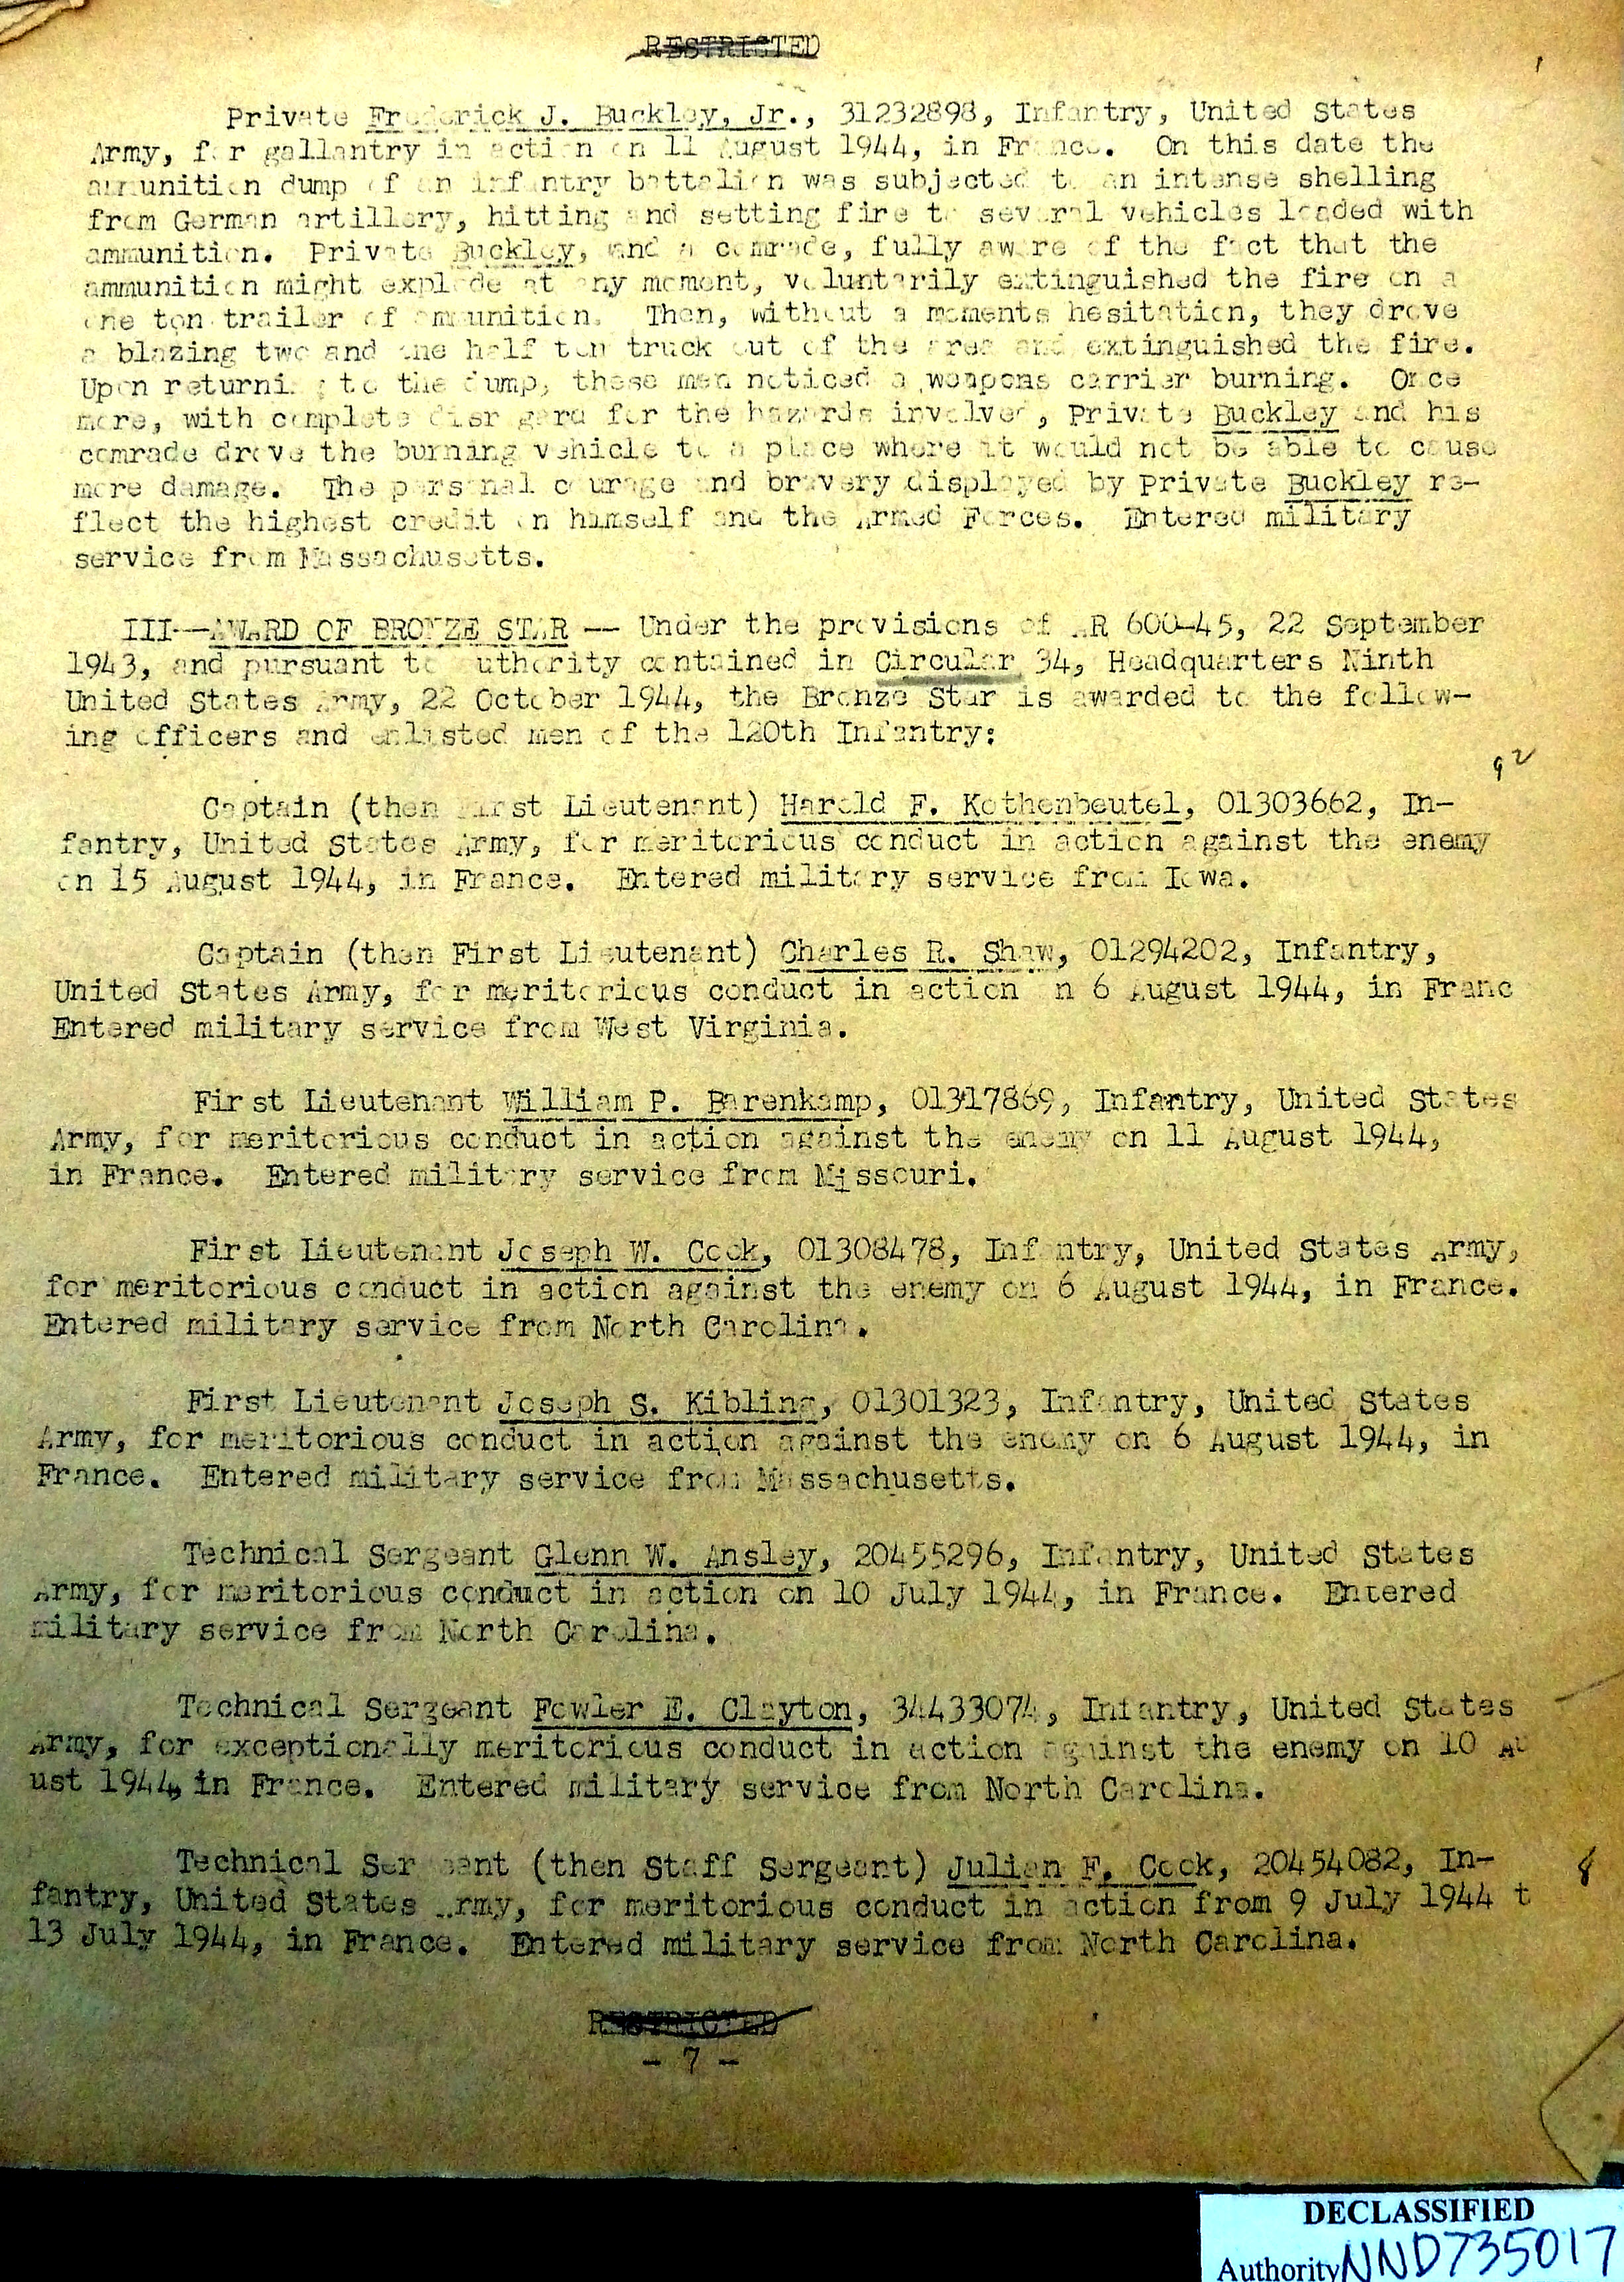 RESTRICTED
Private Frederick J. Buckley, Jr., 31232898, Infantry, United States
Army, for gallantry in action on 11 August 1944, in France. On this date the
ammunition dump of an infantry battalion was subjected to an intense shelling
from German artillery, hitting and setting fire to several vehicles loaded with
ammunition. Private Buckley, and a comrade, fully aware of the fact that the
ammunition might explode at any moment, voluntarily extinguished the fire on a
one ton trailer of ammunition. Then, without a moments hesitation, they drove
a blazing two and one half ton truck out of the area and extinguished the fire.
Upon returning to the dump, these men noticed a weapons carrier burning. Once
more, with complete disregard for the hazards involved, Private Buckley and his
comrade drove the burning vehicle to a place where it would not be able to cause
more damage. The personal courage and bravery displayed by Private Buckley re-
flect the highest credit on himself and the Armed Forces. Entered military
service from Massachusetts.
III--AWARD OF BRONZE STAR -- Under the provisions of AR 600-45, 22 September
1943, and pursuant to authority contained in Circular 34, Headquarters Ninth
United States Army, 22 October 1944, the Bronze Star is awarded to the follow-
ing officers and enlisted men of the 120th Infantry:
92
Captain (then First Lieutenant) Harold F. Kothenbeutel, 01303662, In-
fantry, United States Army, for meritorious conduct in action against the enemy
on 15 August 1944, in France. Entered military service from Iowa.
Captain (then First Lieutenant) Charles R. Shaw, 01294202, Infantry,
United States Army, for meritorious conduct in action on 6 August 1944, in Franc
Entered military service from West Virginia.
First Lieutenant William P. Barenkamp, 01317869, Infantry, United States
Army, for meritorious conduct in action against the enemy on 11 August 1944,
in France. Entered military service from Missouri.
First Lieutenant Joseph W. Cook, 01308478, Infantry, United States Army,
for meritorious conduct in action against the enemy on 6 August 1944, in France.
Entered military service from North Carolina.
First Lieutenant Joseph S. Kibling, 01301323, Infantry, United States
Army, for meritorious conduct in action against the enemy on 6 August 1944, in
France. Entered military service from Massachusetts.
Technical Sergeant Glenn W. Ansley, 20455296, Infantry, United States
Army, for meritorious conduct in action on 10 July 1944, in France. Entered
military service from North Carolina.
Technical Sergeant Fowler E. Clayton, 34433074, Infantry, United States
Army, for exceptionally meritorious conduct in action against the enemy on 10 Au
ust 1944, in France. Entered military service from North Carolina.
Technical Sergeant (then Staff Sergeant) Julian F. Cook, 20454082, In-
fantry, United States Army, for meritorious conduct in action from 9 July 1944 t
13 July 1944, in France. Entered military service from North Carolina.
RESTRICTED
- 7 -
DECLASSIFIED
Authority NND735017